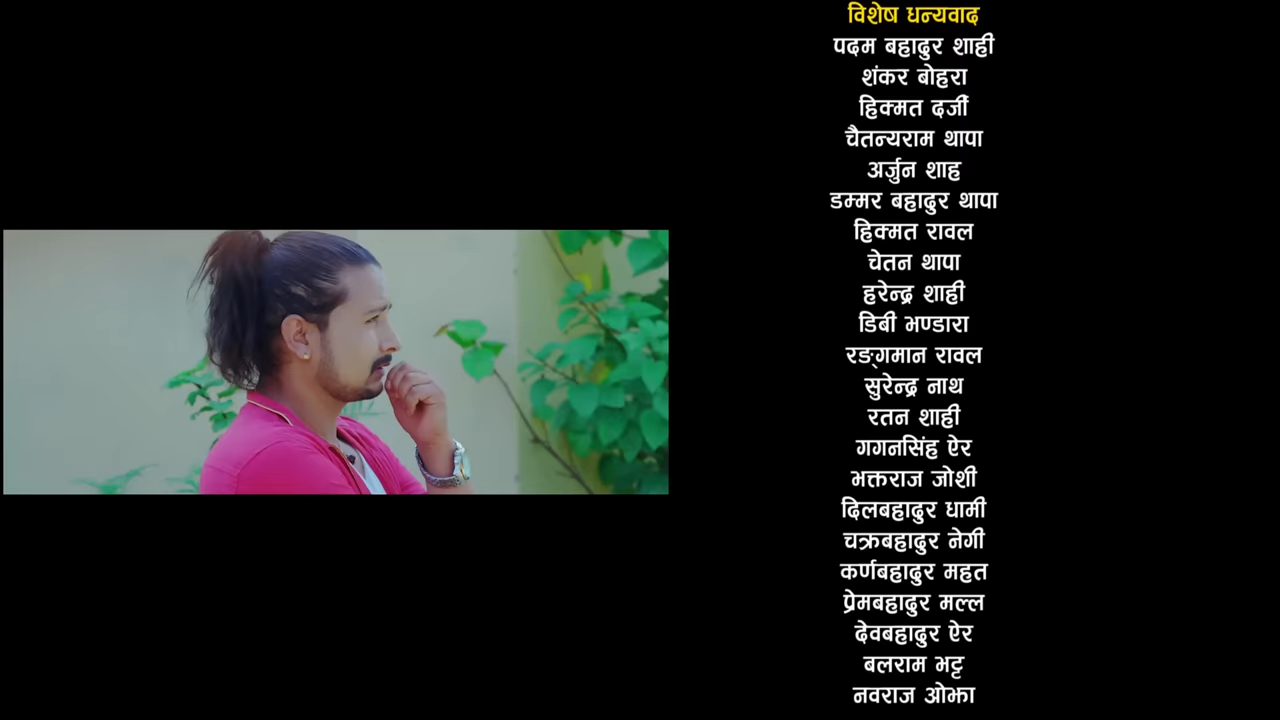 विशेष धन्यवाद
पदम बहादुर शाही
शंकर बोहरा
हिक्मत दर्जी
चैतन्यराम थापा
अर्जुन शाह
डम्मर बहादुर थापा
हिक्मत रावल
चेतन थापा
हरेन्द्र शाही
डिबी भण्डारा
रङ्गमान रावल
सुरेन्द्र नाथ
रतन शाही
गगनसिंह ऐर
भक्तराज जोशी
दिलबहादुर धामी
चक्रबहादुर नेगी
कर्णबहादुर महत
प्रेमबहादुर मल्ल
देवबहादुर ऐर
बलराम भट्ट
नवराज ओझा